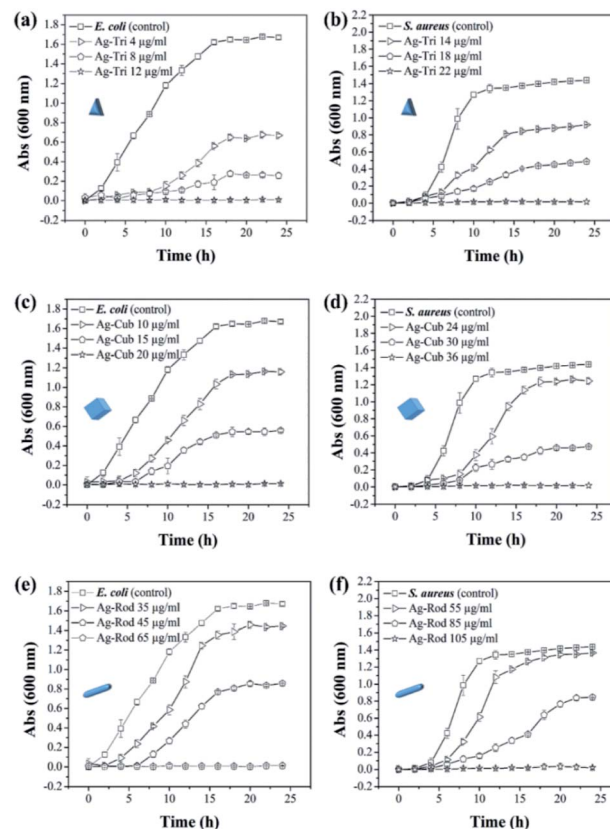 (a)
E. coli (control)
Ag-Tri 4 µg/ml
Ag-Tri 8 µg/ml
Ag-Tri 12 µg/ml
Abs (600 nm)
1.8
1.6
1.4
1.2
1.0
0.8
0.6
0.4
0.2
0.0
-0.2
0 5 10 15 20 25
Time (h)
(b)
S. aureus (control)
Ag-Tri 14 µg/ml
Ag-Tri 18 µg/ml
Ag-Tri 22 µg/ml
Abs (600 nm)
2.2
2.0
1.8
1.6
1.4
1.2
1.0
0.8
0.6
0.4
0.2
0.0
-0.2
0 5 10 15 20 25
Time (h)
(c)
E. coli (control)
Ag-Cub 10 µg/ml
Ag-Cub 15 µg/ml
Ag-Cub 20 µg/ml
Abs (600 nm)
2.0
1.8
1.6
1.4
1.2
1.0
0.8
0.6
0.4
0.2
0.0
-0.2
0 5 10 15 20 25
Time (h)
(d)
S. aureus (control)
Ag-Cub 24 µg/ml
Ag-Cub 30 µg/ml
Ag-Cub 36 µg/ml
Abs (600 nm)
2.2
2.0
1.8
1.6
1.4
1.2
1.0
0.8
0.6
0.4
0.2
0.0
-0.2
0 5 10 15 20 25
Time (h)
(e)
E. coli (control)
Ag-Rod 35 µg/ml
Ag-Rod 45 µg/ml
Ag-Rod 65 µg/ml
Abs (600 nm)
1.8
1.6
1.4
1.2
1.0
0.8
0.6
0.4
0.2
0.0
-0.2
0 5 10 15 20 25
Time (h)
(f)
S. aureus (control)
Ag-Rod 55 µg/ml
Ag-Rod 85 µg/ml
Ag-Rod 105 µg/ml
Abs (600 nm)
2.2
2.0
1.8
1.6
1.4
1.2
1.0
0.8
0.6
0.4
0.2
0.0
-0.2
0 5 10 15 20 25
Time (h)